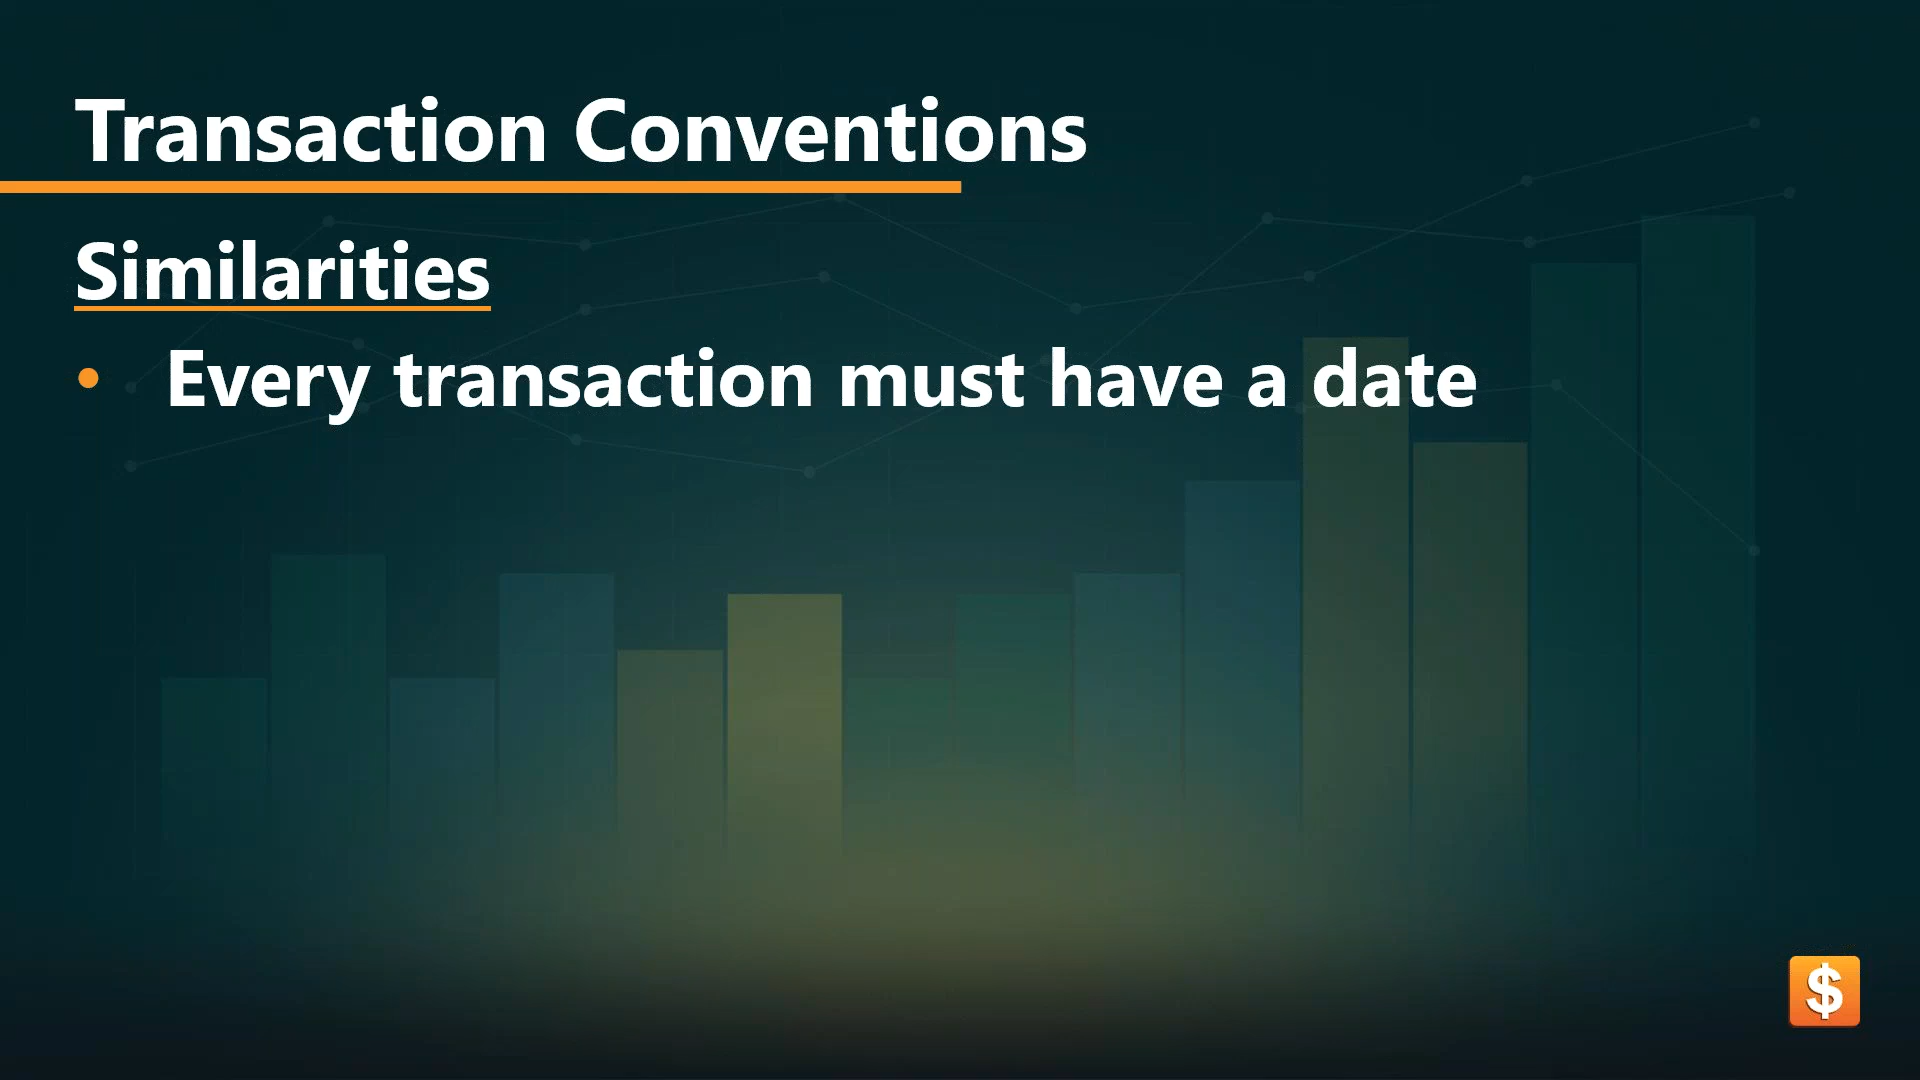 Transaction Conventions
Similarities
• Every transaction must have a date
$